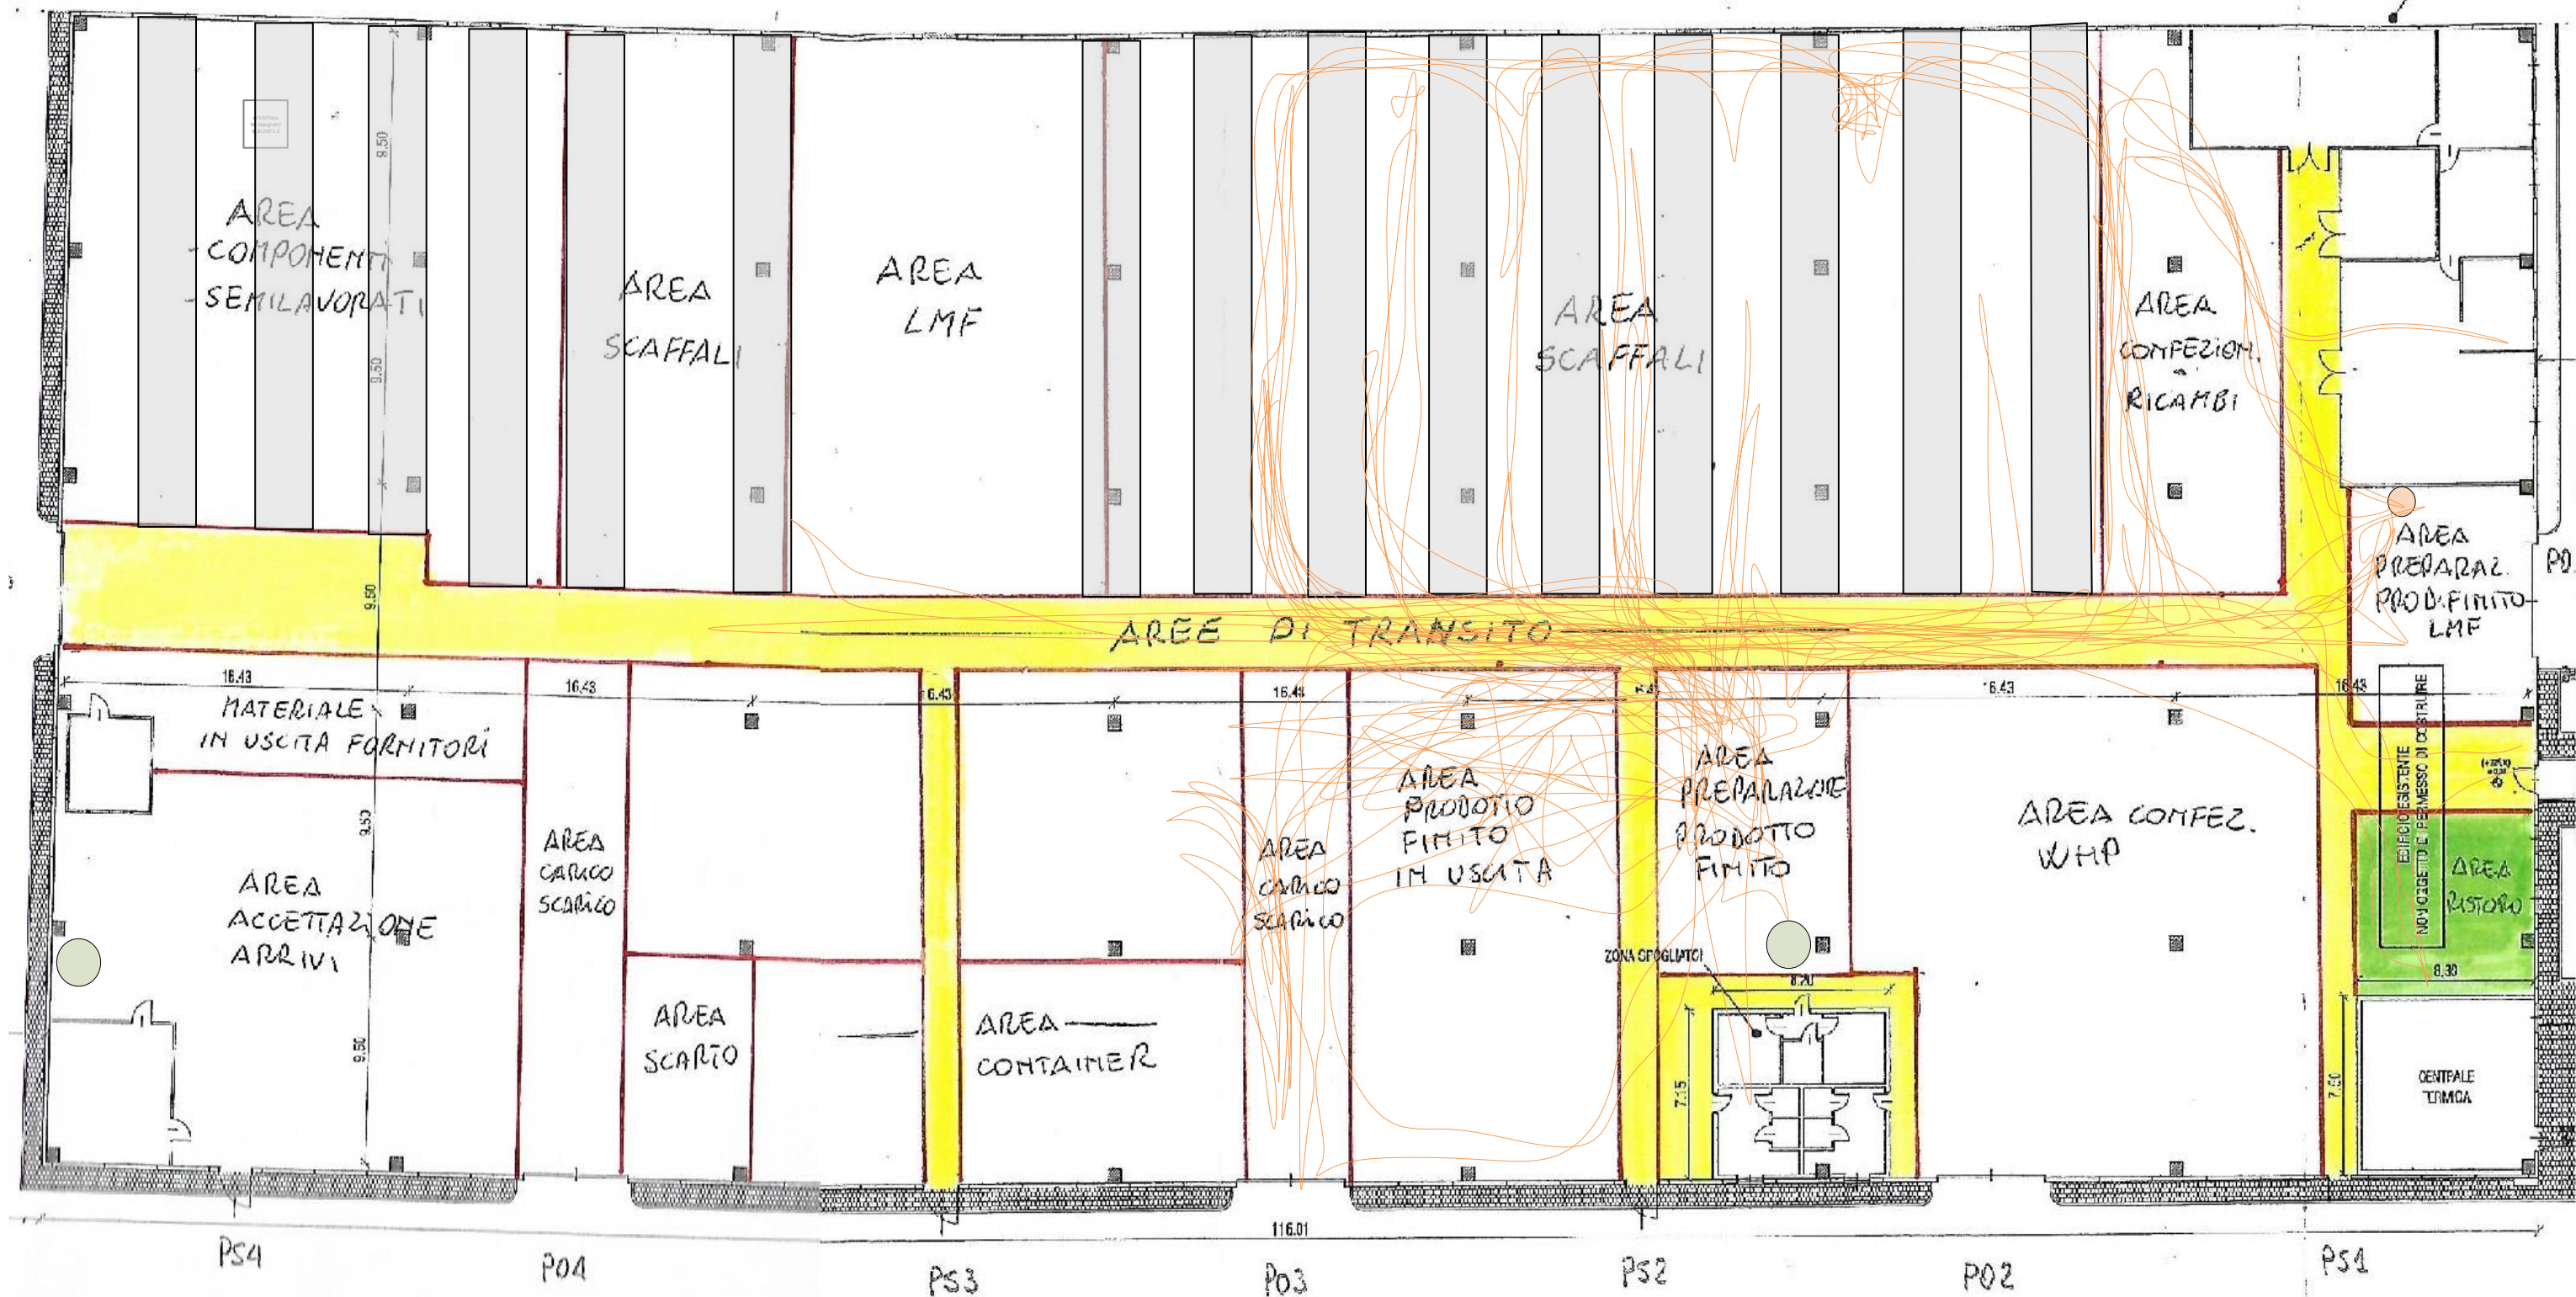 AREA
- COMPONENTI
- SEMILAVORATI
9.50
9.50
AREA
SCAFFALI
AREA
LMF
AREA
SCAFFALI
AREA
CONFEZION.
RICAMBI
AREA
PREPARAZ.
PROD. FINITO
LMF
9.50
AREE DI TRANSITO
16.43
16.43
6.43
16.43
16.43
16.43
MATERIALE
IN USCITA FORNITORI
AREA
ACCETTAZIONE
ARRIVI
9.50
9.50
AREA
CARICO
SCARICO
AREA
SCARTO
AREA
CONTAINER
AREA
CARICO
SCARICO
AREA
PRODOTTO
FINITO
IN USCITA
AREA
PREPARAZIONE
PRODOTTO
FINITO
ZONA SPOGLIATOI
8.20
7.15
AREA CONFEZ.
WHP
EDIFICIO ESISTENTE
NON OGGETTO DI PERMESSO DI COSTRUIRE
AREA
RISTORO
8.30
7.60
CENTRALE
TERMICA
116.01
PS4
PO4
PS3
PO3
PS2
PO2
PS1